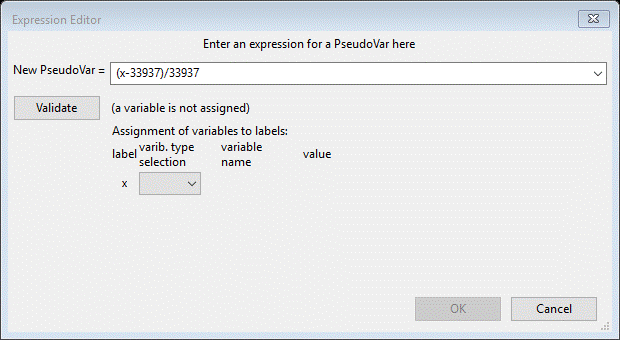 Expression Editor
Enter an expression for a PseudoVar here
New PseudoVar = (x-33937)/33937
Validate (a variable is not assigned)
Assignment of variables to labels:
label varib. type selection variable name value
x
OK Cancel